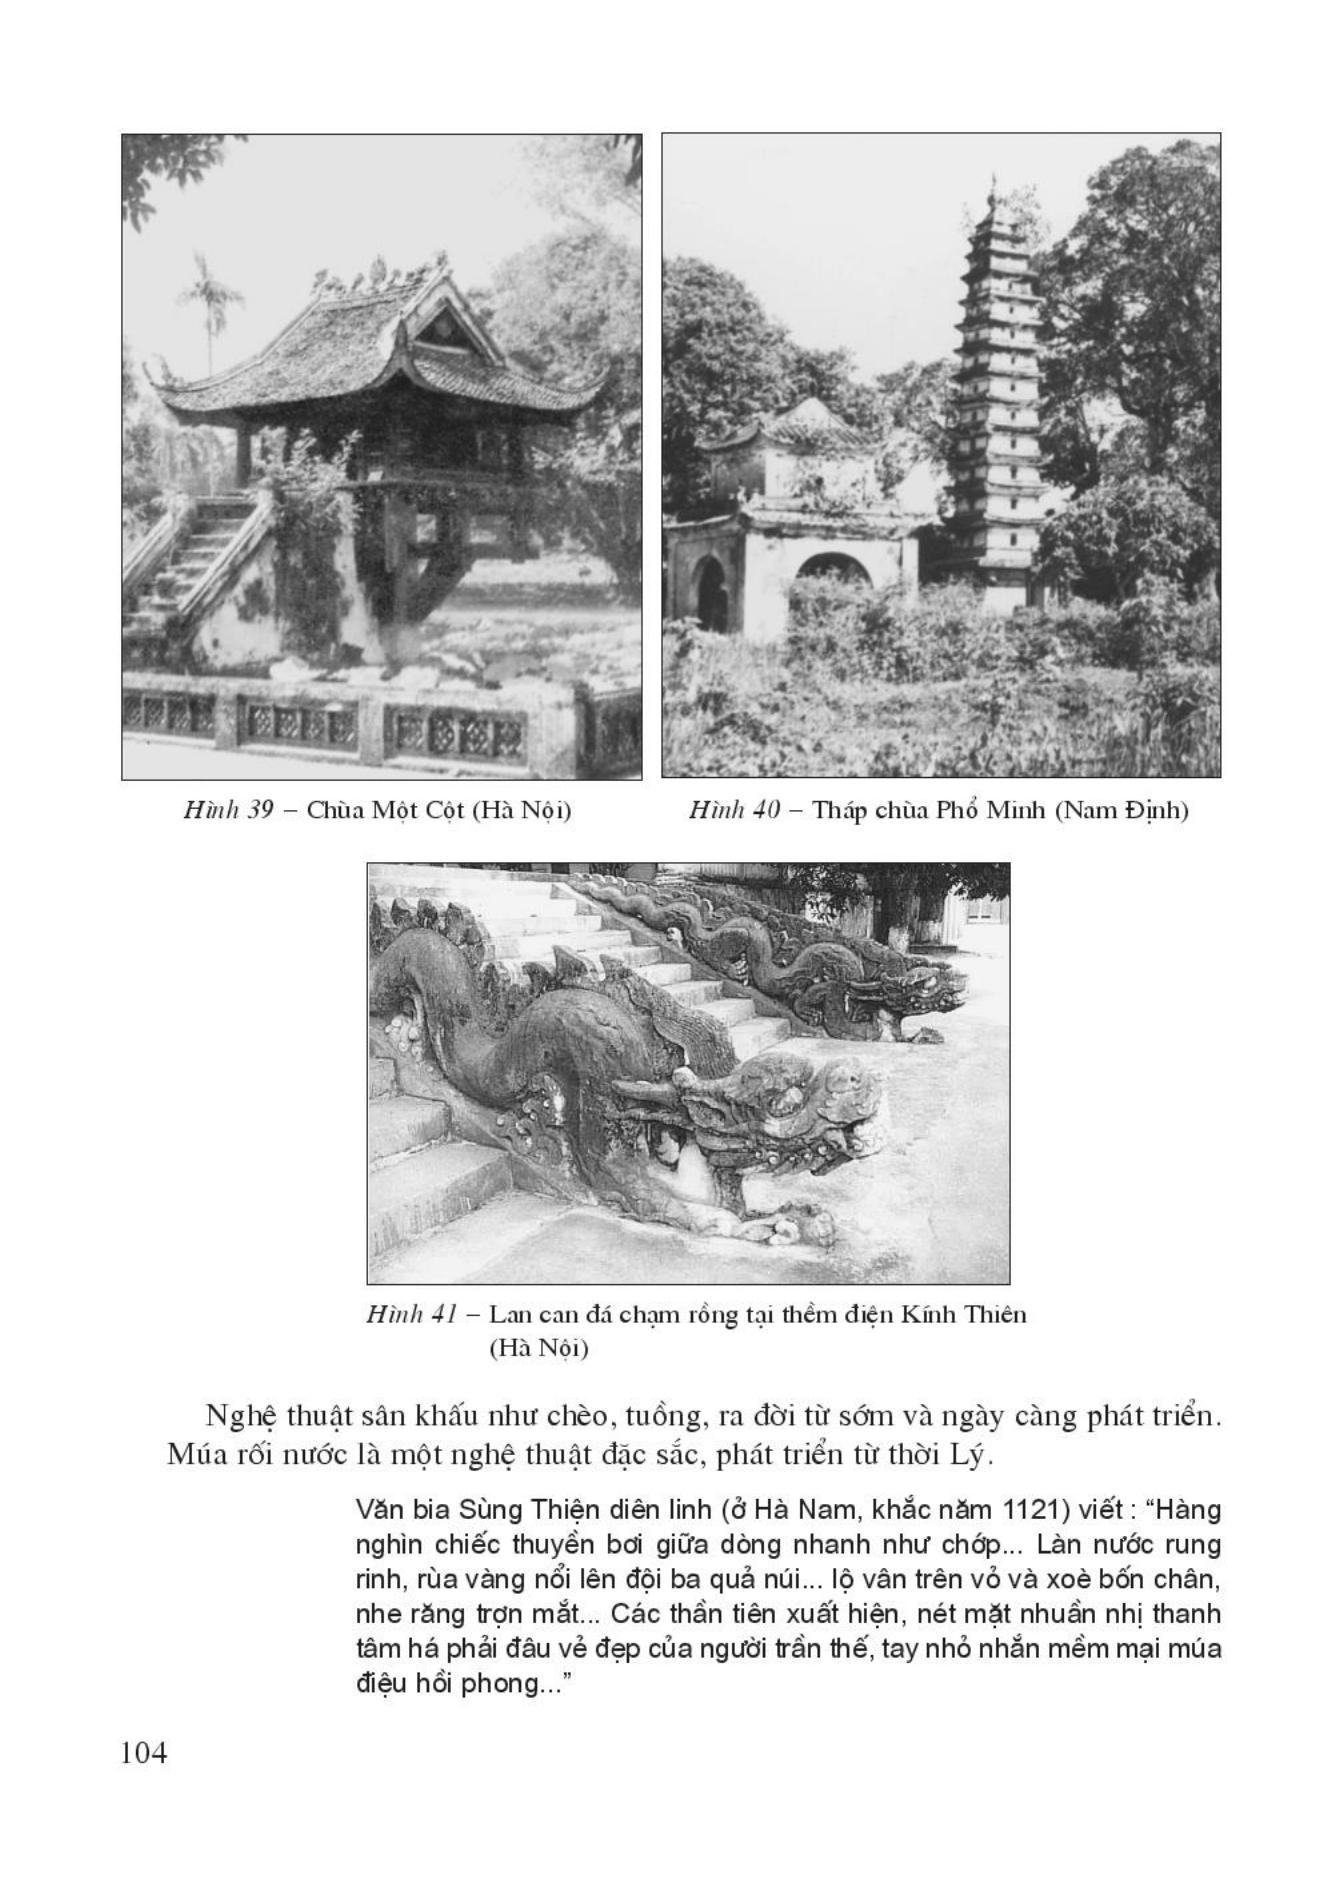 Hình 39 – Chùa Một Cột (Hà Nội)
Hình 40 – Tháp chùa Phổ Minh (Nam Định)
Hình 41 – Lan can đá chạm rồng tại thềm điện Kính Thiên
(Hà Nội)
Nghệ thuật sân khấu như chèo, tuồng, ra đời từ sớm và ngày càng phát triển.
Múa rối nước là một nghệ thuật đặc sắc, phát triển từ thời Lý.
Văn bia Sùng Thiện diên linh (ở Hà Nam, khắc năm 1121) viết : “Hàng
nghìn chiếc thuyền bơi giữa dòng nhanh như chớp... Làn nước rung
rinh, rùa vàng nổi lên đội ba quả núi... lộ vân trên vỏ và xoè bốn chân,
nhe răng trợn mắt... Các thần tiên xuất hiện, nét mặt nhuần nhị thanh
tâm há phải đâu vẻ đẹp của người trần thế, tay nhỏ nhắn mềm mại múa
điệu hồi phong...”
104